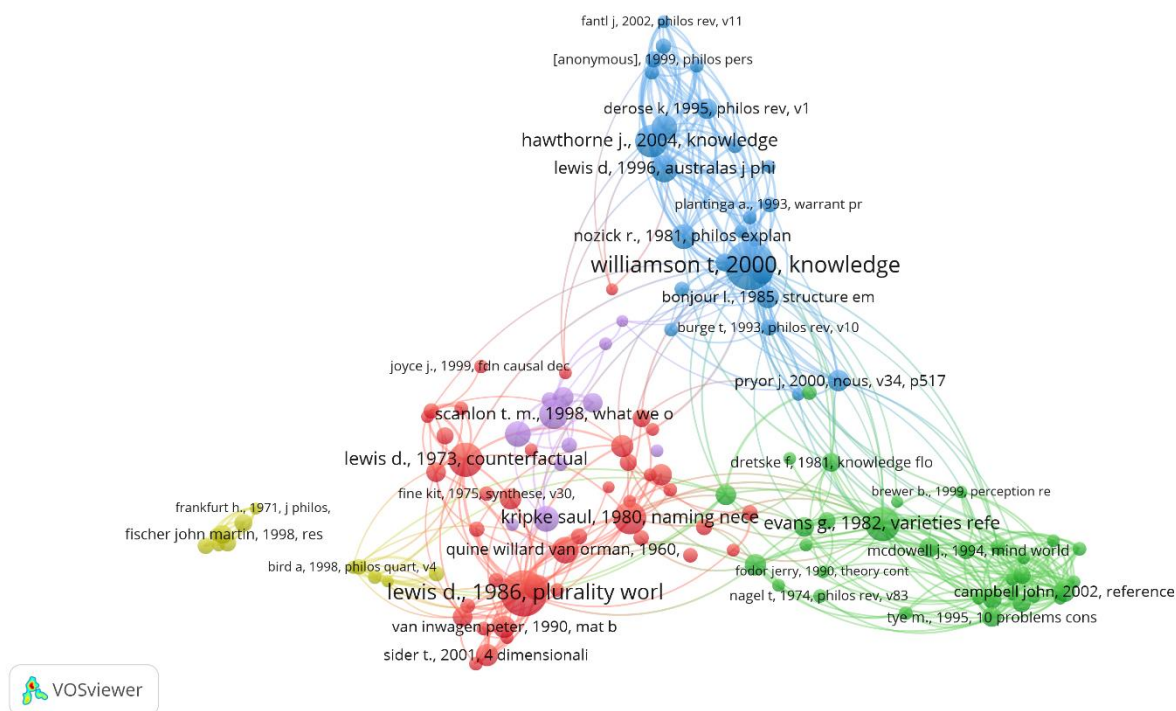 fantl j, 2002, philos rev, v11
[anonymous], 1999, philos pers
derose k, 1995, philos rev, v1
hawthorne j., 2004, knowledge
lewis d, 1996, australas j phi
plantinga a., 1993, warrant pr
nozick r., 1981, philos explan
williamson t, 2000, knowledge
bonjour l., 1985, structure em
burge t, 1993, philos rev, v10
joyce j., 1999, fdn causal dec
pryor j, 2000, nous, v34, p517
scanlon t. m., 1998, what we o
lewis d., 1973, counterfactual
dretske f, 1981, knowledge flo
fine kit, 1975, synthese, v30,
brewer b., 1999, perception re
frankfurt h., 1971, j philos,
kripke saul, 1980, naming nece
evans g., 1982, varieties refe
fischer john martin, 1998, res
quine willard van orman, 1960,
mcdowell j., 1994, mind world
bird a, 1998, philos quart, v4
fodor jerry, 1990, theory cont
lewis d., 1986, plurality worl
nagel t, 1974, philos rev, v83
campbell john, 2002, reference
van inwagen peter, 1990, mat b
tye m., 1995, 10 problems cons
sider t., 2001, 4 dimensionali
VOSviewer